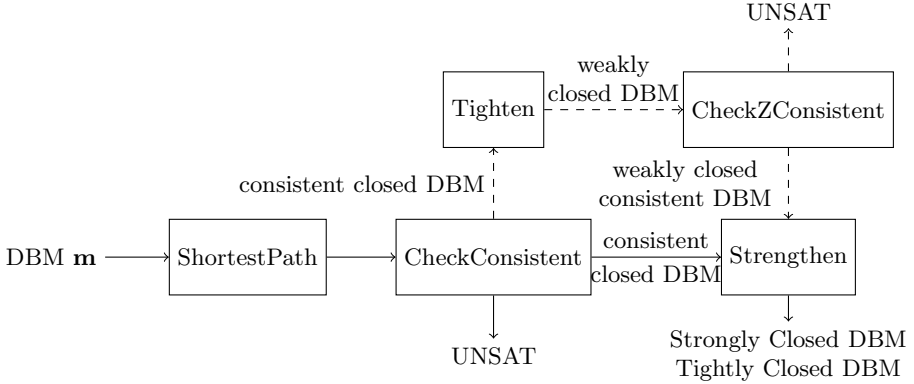 UNSAT
weakly
closed DBM
Tighten
CheckZConsistent
consistent closed DBM
weakly closed
consistent DBM
DBM m
ShortestPath
CheckConsistent
consistent
closed DBM
Strengthen
UNSAT
Strongly Closed DBM
Tightly Closed DBM